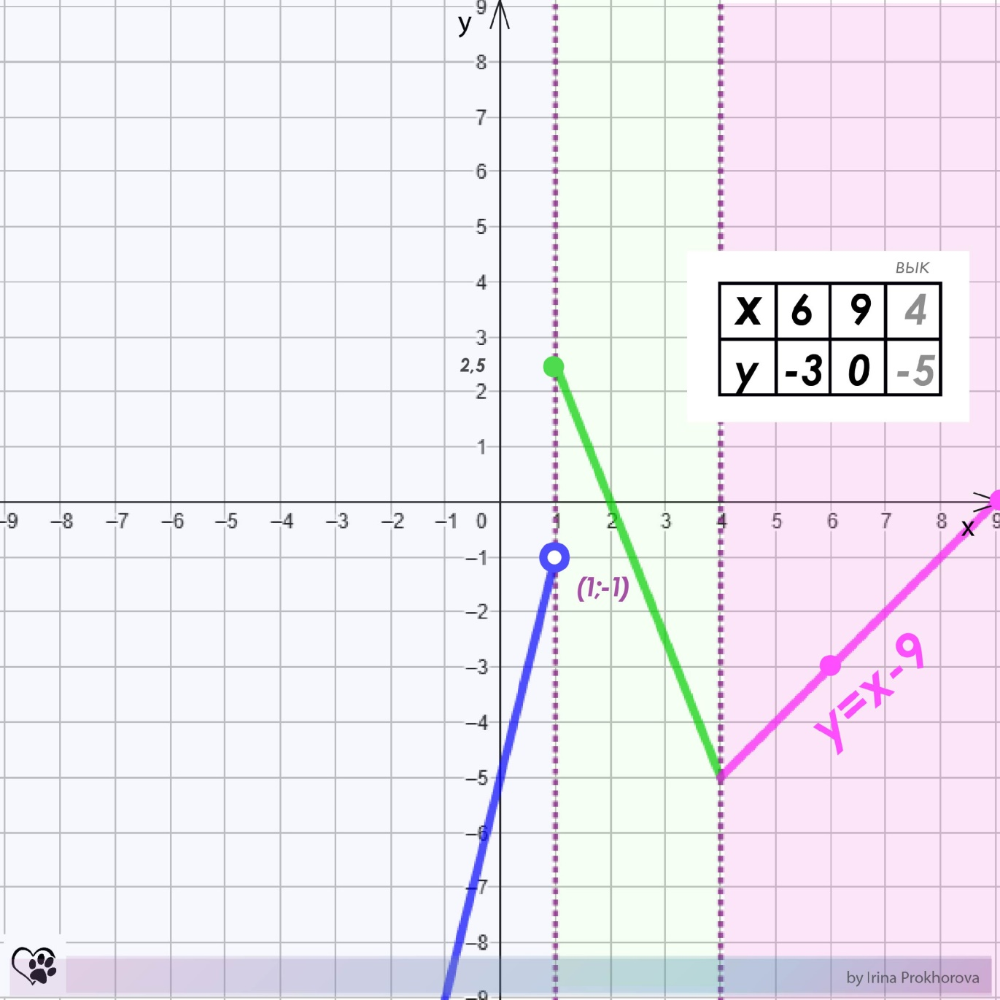 y
9
8
7
6
5
4
3
2,5
2
1
-9 -8 -7 -6 -5 -4 -3 -2 -1 0 1 2 3 4 5 6 7 8 9
x
-1
-2
-3
-4
-5
-6
-7
-8
-9
вык
x 6 9 4
y -3 0 -5
(1;-1)
y=x-9
by Irina Prokhorova